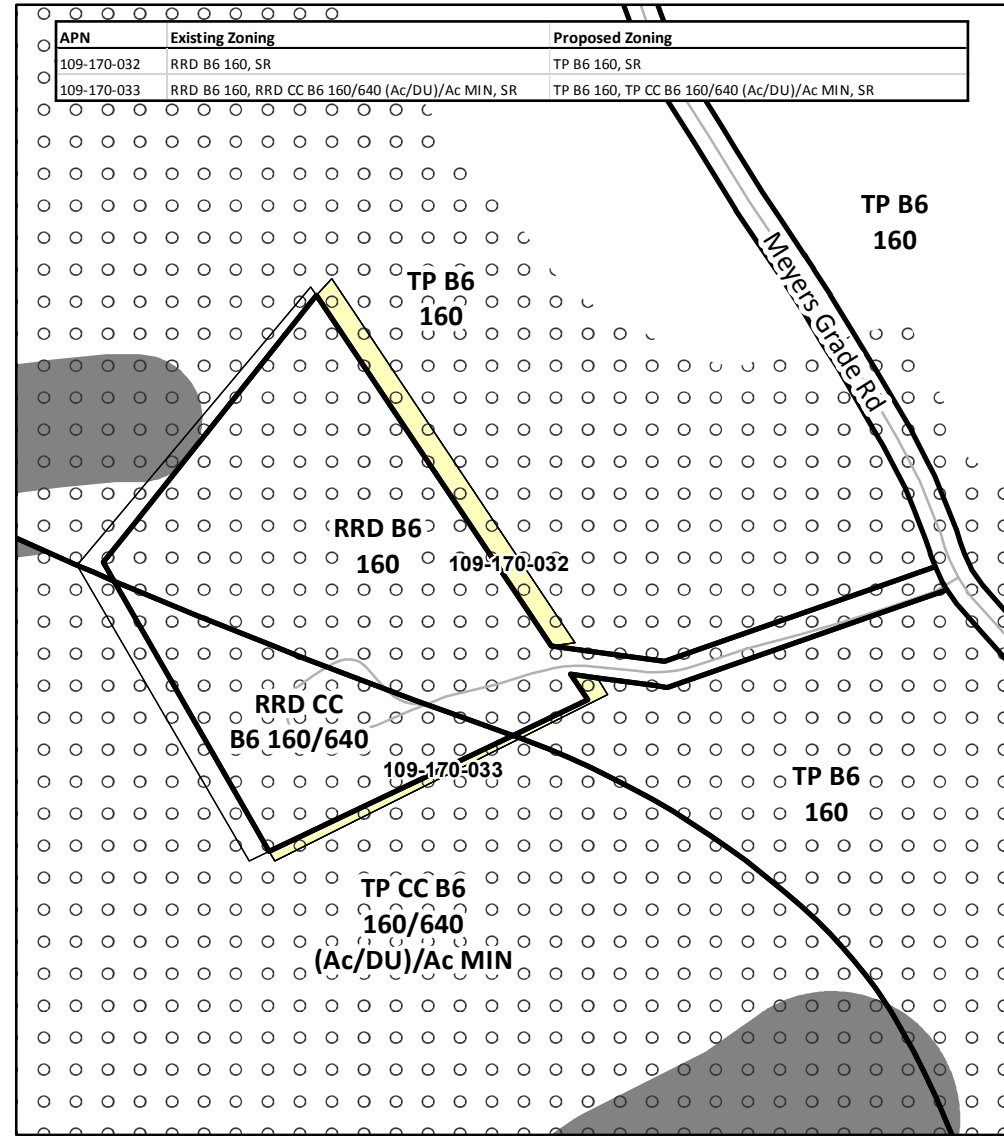 APN Existing Zoning Proposed Zoning
109-170-032 RRD B6 160, SR TP B6 160, SR
109-170-033 RRD B6 160, RRD CC B6 160/640 (Ac/DU)/Ac MIN, SR TP B6 160, TP CC B6 160/640 (Ac/DU)/Ac MIN, SR
TP B6
160
Meyers Grade Rd
TP B6
160
RRD B6
160
109-170-032
RRD CC
B6 160/640
109-170-033
TP B6
160
TP CC B6
160/640
(Ac/DU)/Ac MIN